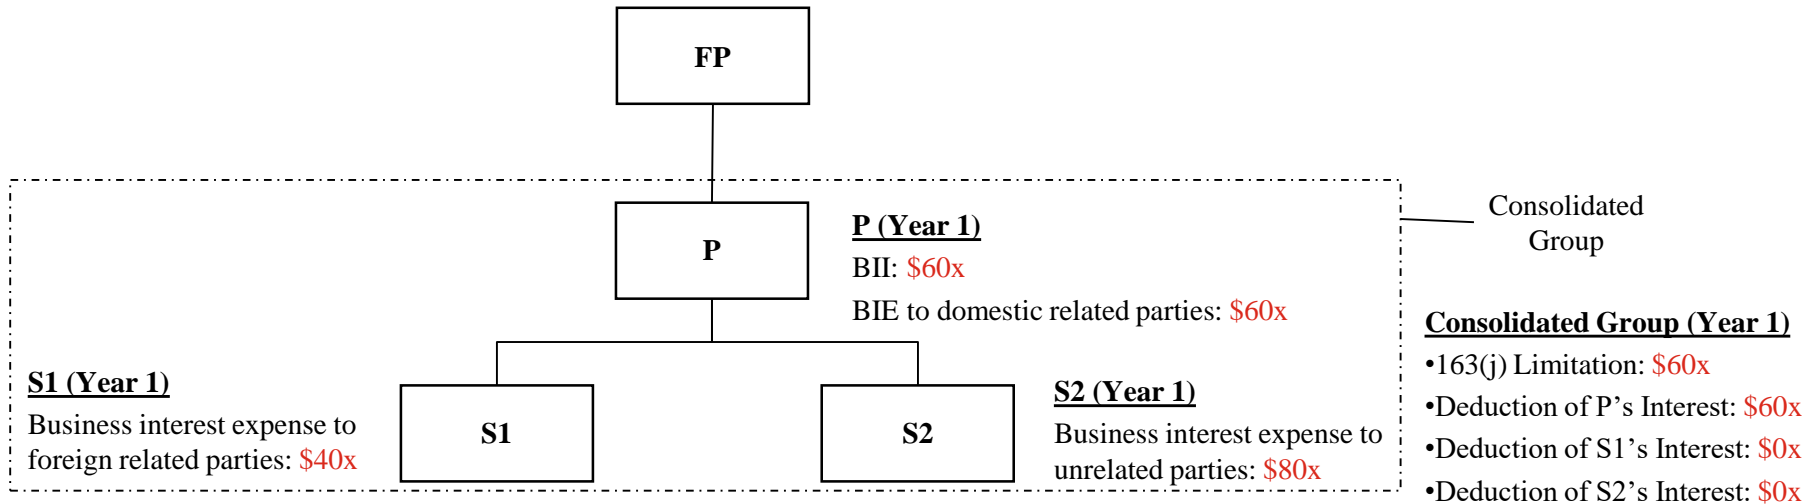 FP
Consolidated
Group
P
P (Year 1)
BII: $60x
BIE to domestic related parties: $60x
S1 (Year 1)
Business interest expense to
foreign related parties: $40x
S1
S2
S2 (Year 1)
Business interest expense to
unrelated parties: $80x
Consolidated Group (Year 1)
•163(j) Limitation: $60x
•Deduction of P's Interest: $60x
•Deduction of S1's Interest: $0x
•Deduction of S2's Interest: $0x